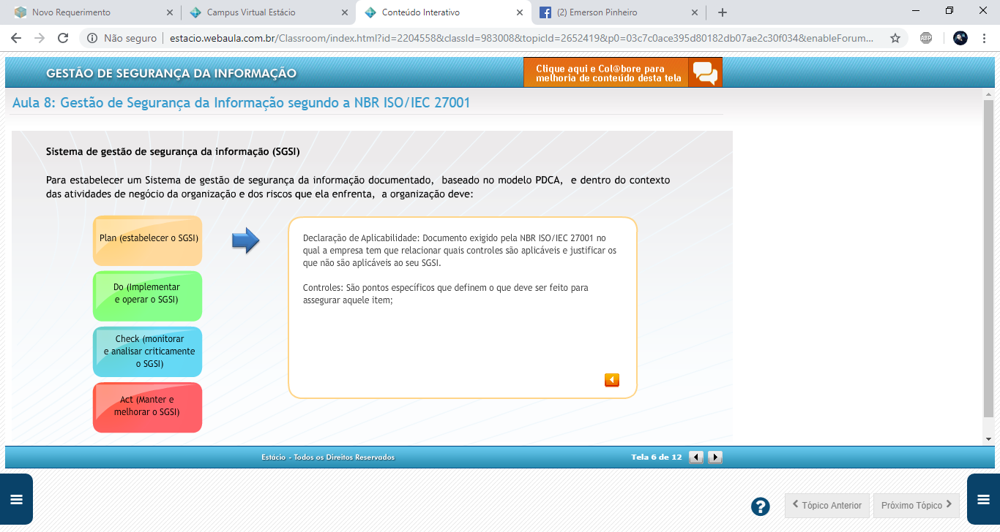 Novo Requerimento
Campus Virtual Estácio
Conteúdo Interativo
(2) Emerson Pinheiro
Não seguro
estacio.webaula.com.br/Classroom/index.html?id=2204558&classId=983008&topicId=2652419&p0=03c7c0ace395d80182db07ae2c30f034&enableForum...
ABP
GESTÃO DE SEGURANÇA DA INFORMAÇÃO
Clique aqui e Col@bore para
melhoria de conteúdo desta tela
Aula 8: Gestão de Segurança da Informação segundo a NBR ISO/IEC 27001
Sistema de gestão de segurança da informação (SGSI)
Para estabelecer um Sistema de gestão de segurança da informação documentado, baseado no modelo PDCA, e dentro do contexto
das atividades de negócio da organização e dos riscos que ela enfrenta, a organização deve:
Plan (estabelecer o SGSI)
Do (Implementar
e operar o SGSI)
Check (monitorar
e analisar criticamente
o SGSI)
Act (Manter e
melhorar o SGSI)
Declaração de Aplicabilidade: Documento exigido pela NBR ISO/IEC 27001 no
qual a empresa tem que relacionar quais controles são aplicáveis e justificar os
que não são aplicáveis ao seu SGSI.
Controles: São pontos específicos que definem o que deve ser feito para
assegurar aquele item;
Estácio - Todos os Direitos Reservados
Tela 6 de 12
?
Tópico Anterior
Próximo Tópico